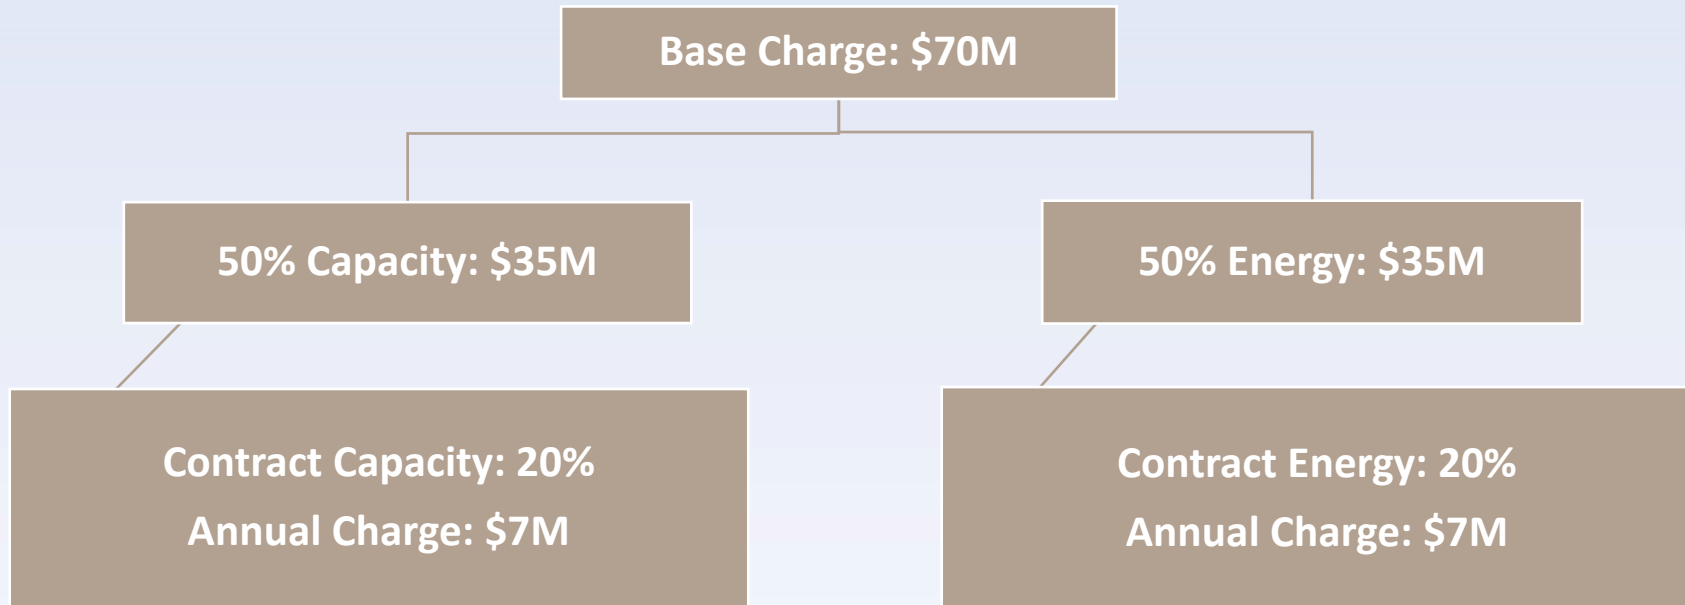 Base Charge: $70M
50% Capacity: $35M
50% Energy: $35M
Contract Capacity: 20%
Annual Charge: $7M
Contract Energy: 20%
Annual Charge: $7M